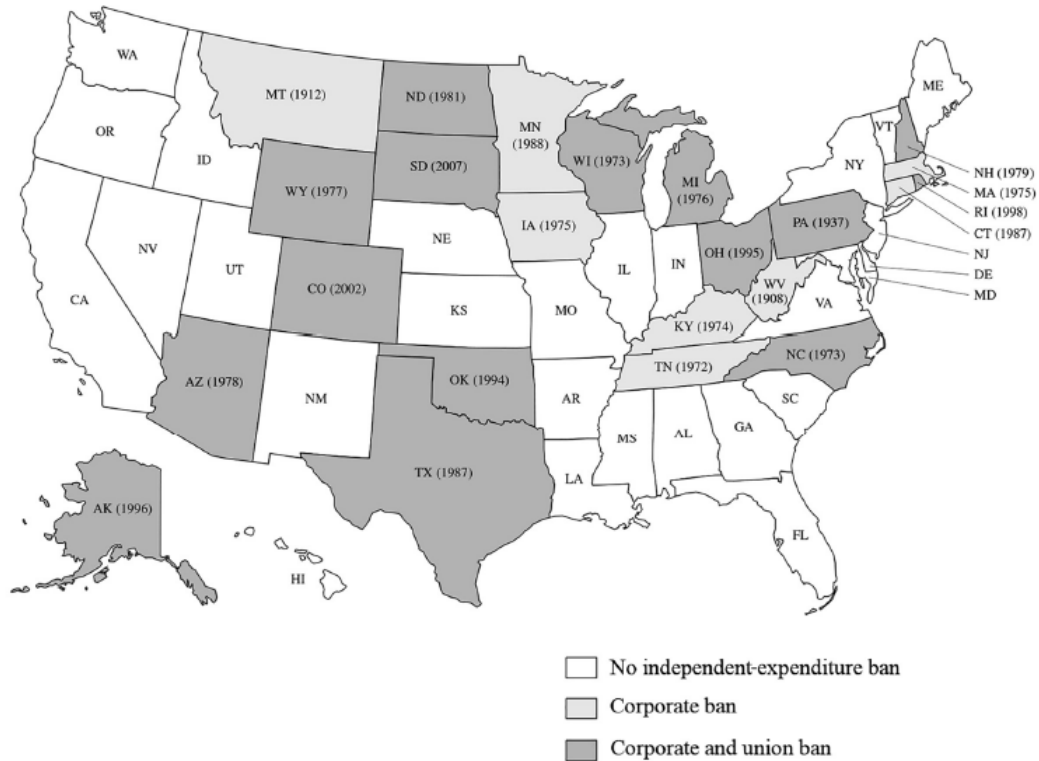 WA
MT (1912)
ND (1981)
MN
(1988)
ME
OR
ID
SD (2007)
WI (1973)
MI
(1976)
VT
NY
NH (1979)
MA (1975)
RI (1998)
CT (1987)
NJ
DE
MD
WY (1977)
IA (1975)
NE
PA (1937)
OH (1995)
IL
IN
NV
UT
CO (2002)
CA
KS
MO
WV
(1908)
VA
KY (1974)
AZ (1978)
NM
OK (1994)
TN (1972)
NC (1973)
AR
SC
MS
AL
GA
TX (1987)
LA
AK (1996)
FL
HI
No independent-expenditure ban
Corporate ban
Corporate and union ban